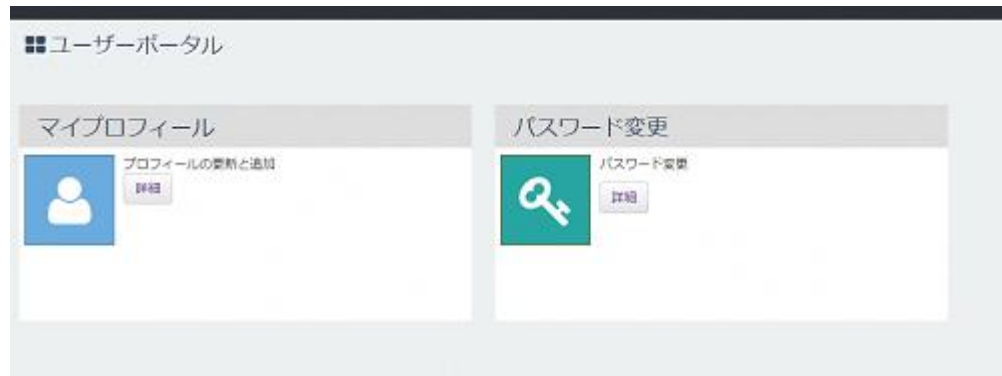 ユーザーポータル
マイプロフィール
プロフィールの更新と追加
詳細
パスワード変更
パスワード変更
詳細